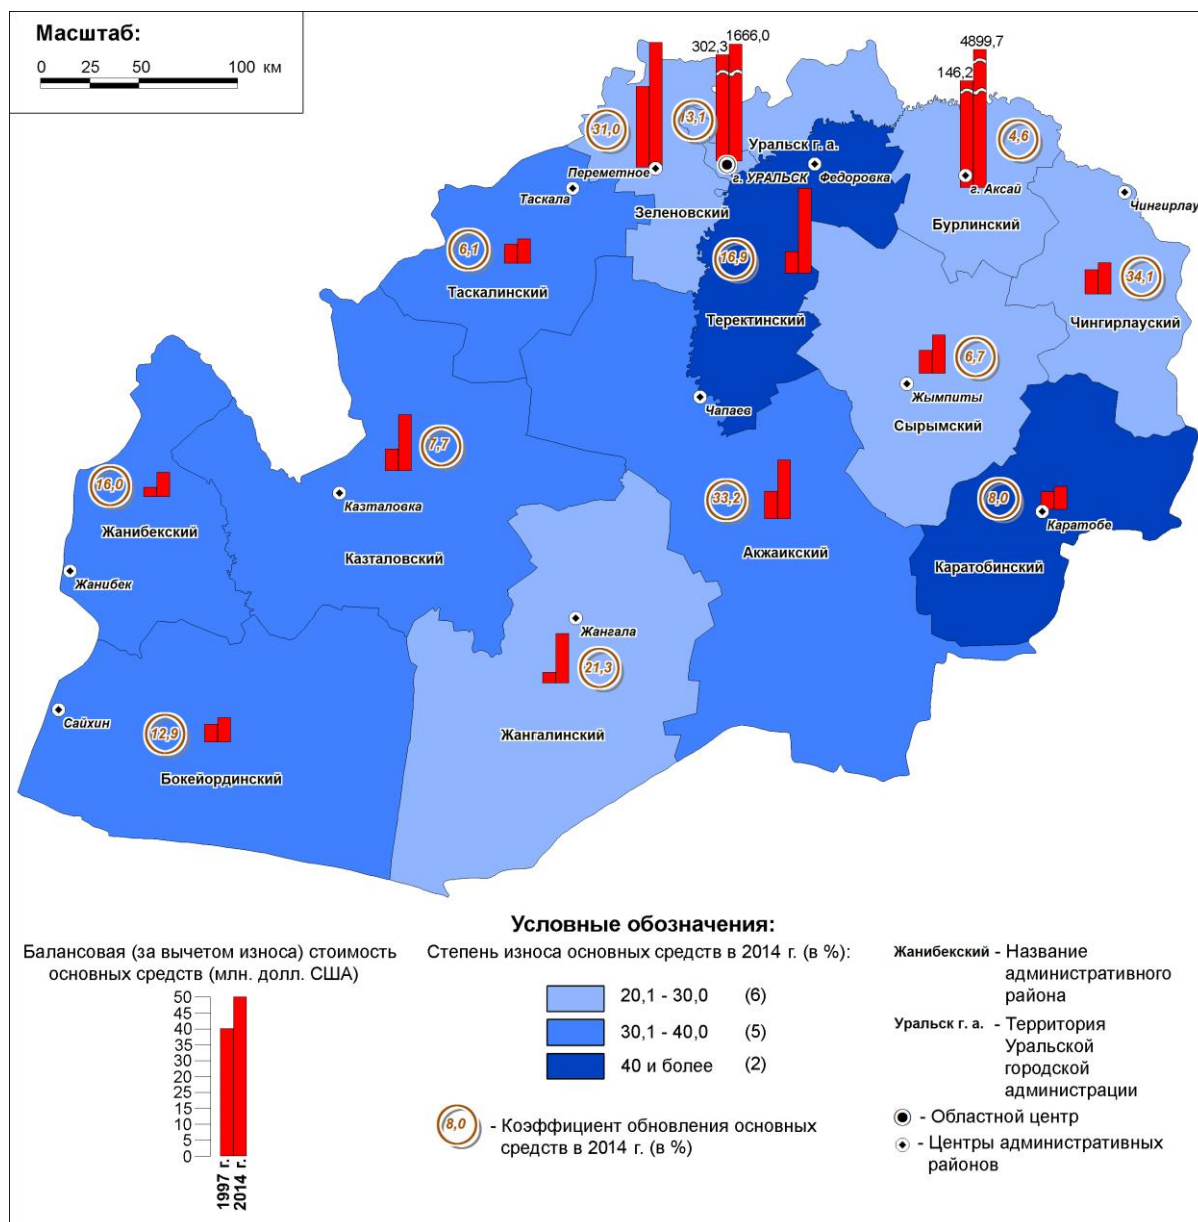 Масштаб:
0 25 50 100 км
302,3
1666,0
4899,7
146,2
31,0
13,1
4,6
Уральск г. а.
Переметное
г. УРАЛЬСК
Федоровка
г. Аксай
Таскала
Чингирлау
Зеленовский
Бурлинский
6,1
16,9
34,1
Таскалинский
Теректинский
Чингирлауский
6,7
Чапаев
Жымпиты
Сырымский
7,7
16,0
33,2
8,0
Казталовка
Каратобе
Жанибекский
Казталовский
Акжаикский
Каратобинский
Жанибек
Жангала
21,3
Сайхин
12,9
Жангалинский
Бокейординский
Условные обозначения:
Балансовая (за вычетом износа) стоимость
основных средств (млн. долл. США)
50
45
40
35
30
25
20
15
10
5
0
1997 г.
2014 г.
Степень износа основных средств в 2014 г. (в %):
20,1 - 30,0 (6)
30,1 - 40,0 (5)
40 и более (2)
8,0 - Коэффициент обновления основных
средств в 2014 г. (в %)
Жанибекский - Название
административного
района
Уральск г. а. - Территория
Уральской
городской
администрации
- Областной центр
- Центры административных
районов